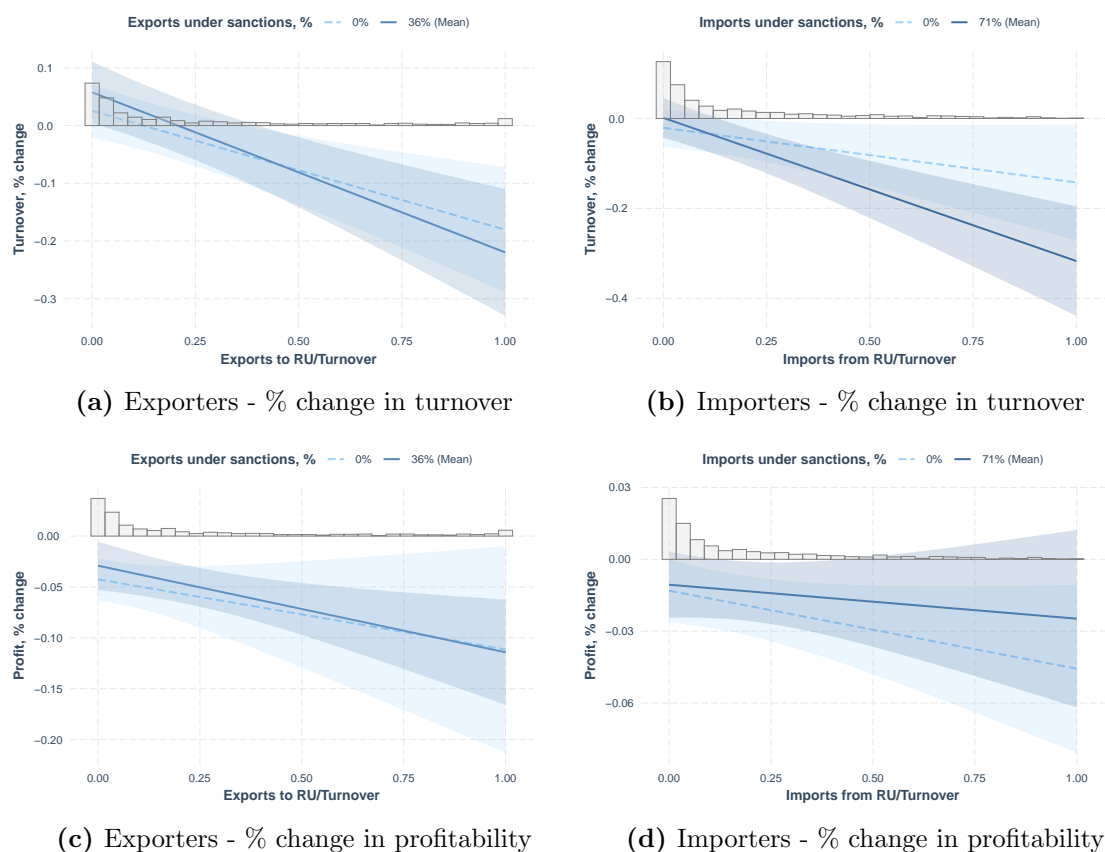 Exports under sanctions, % 0% 36% (Mean)
0.1
0.0
−0.1
−0.2
−0.3
Turnover, % change
0.00 0.25 0.50 0.75 1.00
Exports to RU/Turnover
(a) Exporters - % change in turnover
Imports under sanctions, % 0% 71% (Mean)
0.0
−0.2
−0.4
Turnover, % change
0.00 0.25 0.50 0.75 1.00
Imports from RU/Turnover
(b) Importers - % change in turnover
Exports under sanctions, % 0% 36% (Mean)
0.00
−0.05
−0.10
−0.15
−0.20
Profit, % change
0.00 0.25 0.50 0.75 1.00
Exports to RU/Turnover
(c) Exporters - % change in profitability
Imports under sanctions, % 0% 71% (Mean)
0.03
0.00
−0.03
−0.06
Profit, % change
0.00 0.25 0.50 0.75 1.00
Imports from RU/Turnover
(d) Importers - % change in profitability